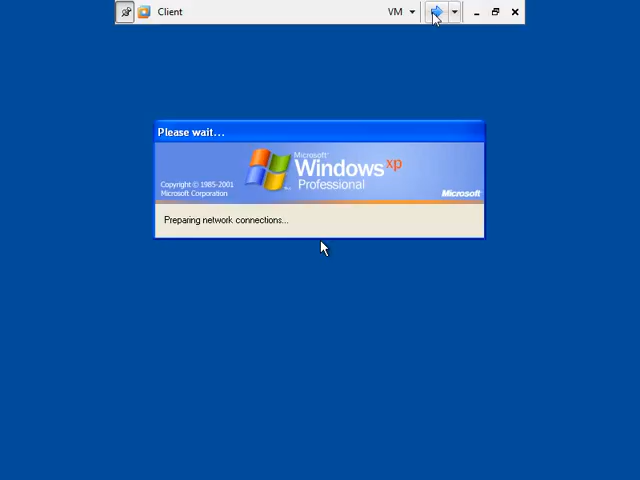 Client
VM
Please wait...
Microsoft®
Windows xp
Professional
Copyright © 1985-2001
Microsoft Corporation
Microsoft
Preparing network connections...